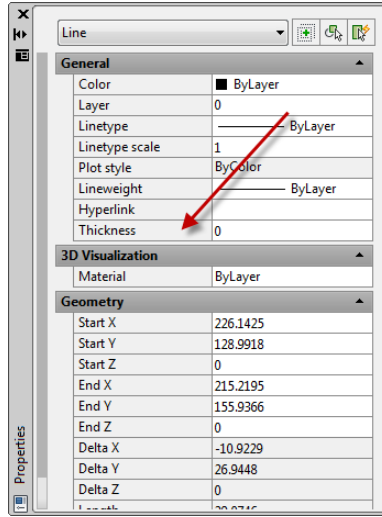 Line
General
Color ByLayer
Layer 0
Linetype ByLayer
Linetype scale 1
Plot style ByColor
Lineweight ByLayer
Hyperlink
Thickness 0
3D Visualization
Material ByLayer
Geometry
Start X 226.1425
Start Y 128.9918
Start Z 0
End X 215.2195
End Y 155.9366
End Z 0
Delta X -10.9229
Delta Y 26.9448
Delta Z 0
Properties